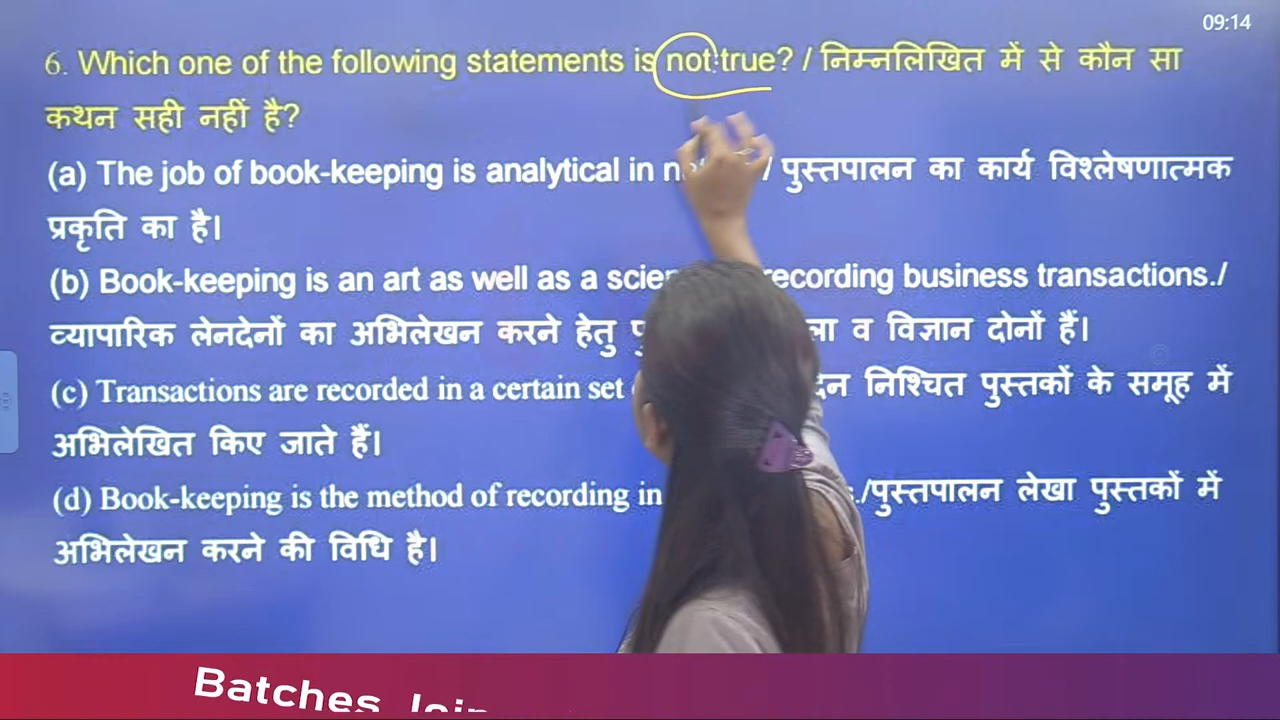 09:14
6. Which one of the following statements is not true? / निम्नलिखित में से कौन सा
कथन सही नहीं है?
(a) The job of book-keeping is analytical in / पुस्तपालन का कार्य विश्लेषणात्मक
प्रकृति का है।
(b) Book-keeping is an art as well as a recording business transactions./
व्यापारिक लेनदेनों का अभिलेखन करने हेतु व विज्ञान दोनों हैं।
(c) Transactions are recorded in a certain set निश्चित पुस्तकों के समूह में
अभिलेखित किए जाते हैं।
(d) Book-keeping is the method of recording in ./पुस्तपालन लेखा पुस्तकों में
अभिलेखन करने की विधि है।
Batches